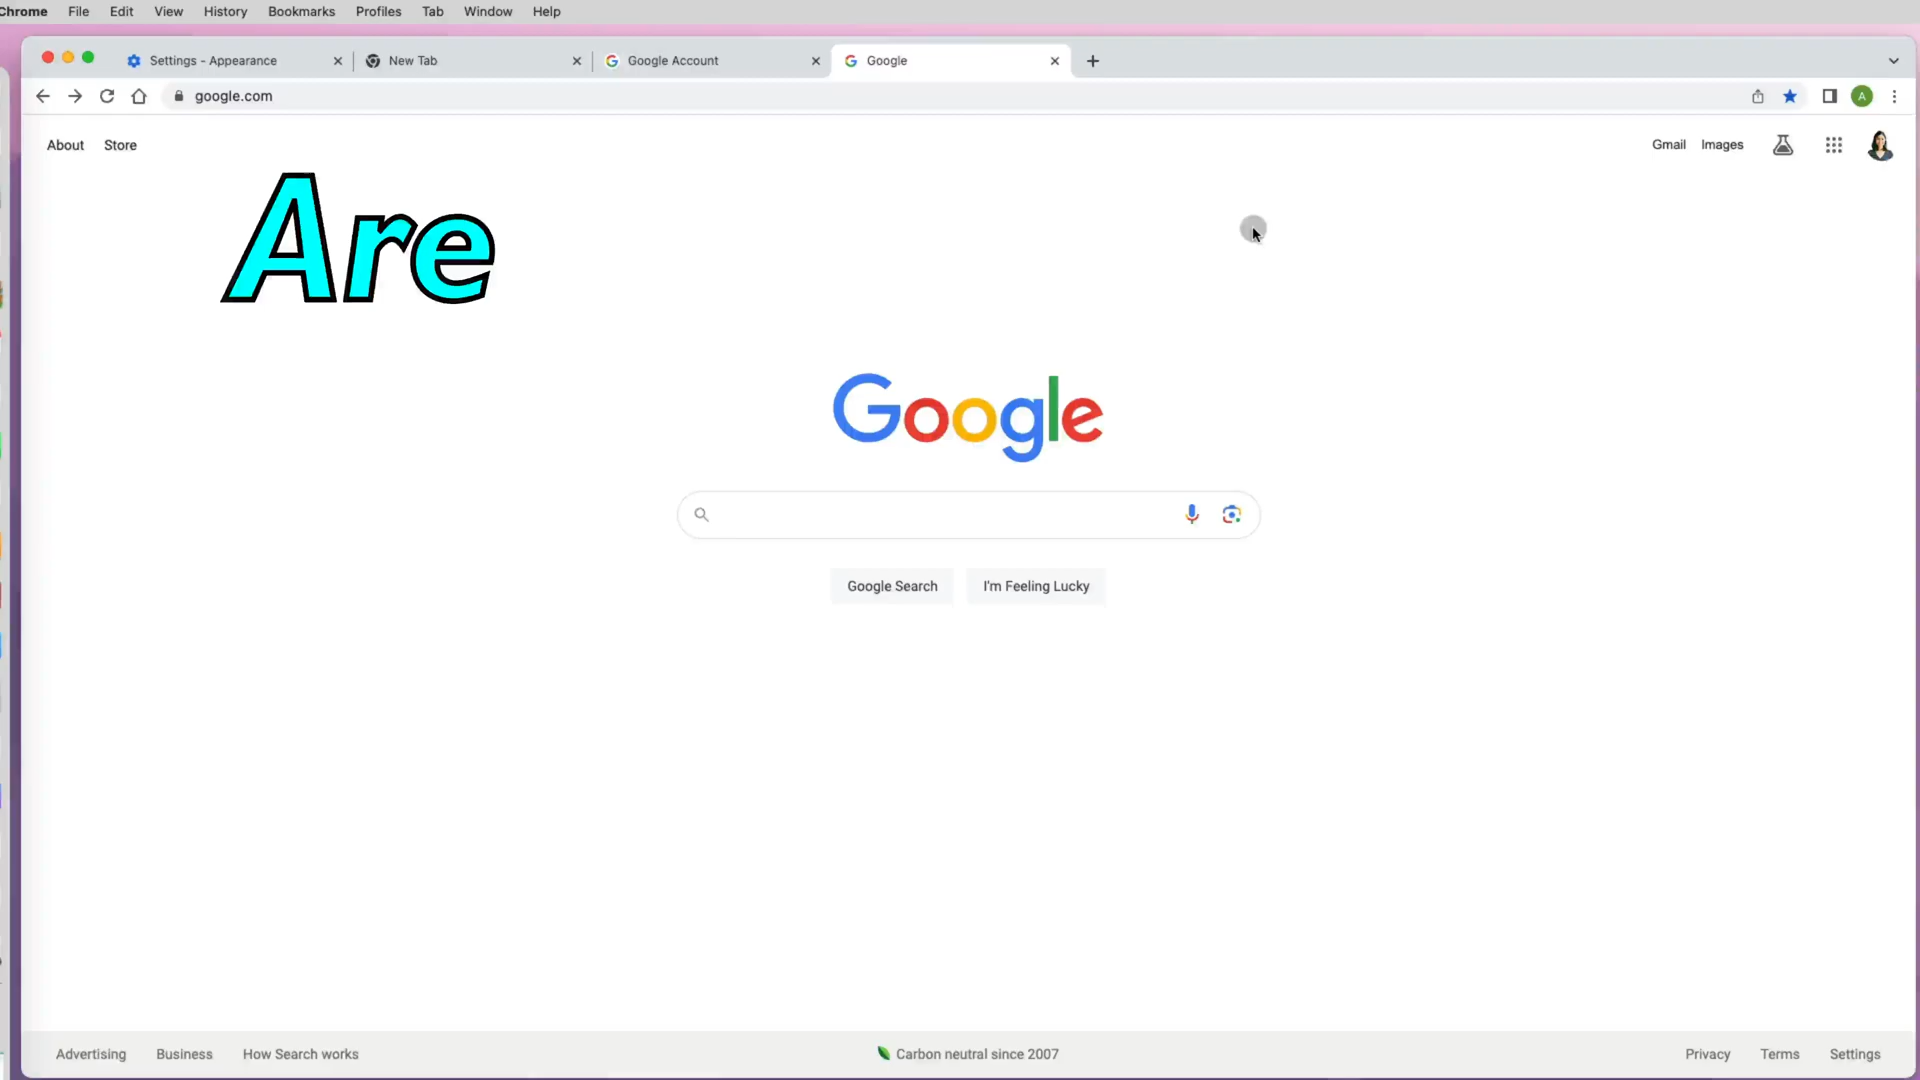 Chrome File Edit View History Bookmarks Profiles Tab Window Help
Settings - Appearance New Tab Google Account Google
google.com A
About Store Gmail Images
Are
Google
Google Search I'm Feeling Lucky
Advertising Business How Search works Carbon neutral since 2007 Privacy Terms Settings